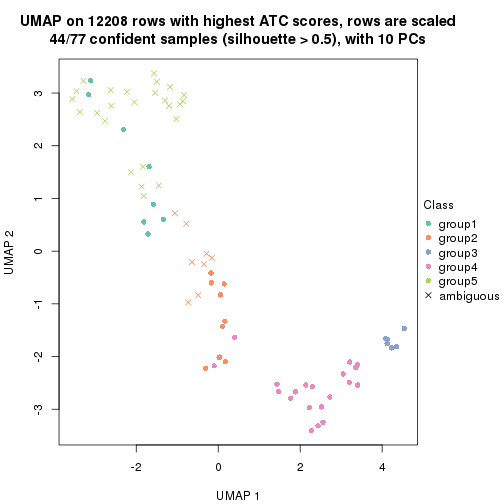 UMAP on 12208 rows with highest ATC scores, rows are scaled
44/77 confident samples (silhouette > 0.5), with 10 PCs
3
2
1
0
-1
-2
-3
UMAP 2
-2
0
2
4
UMAP 1
Class
group1
group2
group3
group4
group5
ambiguous